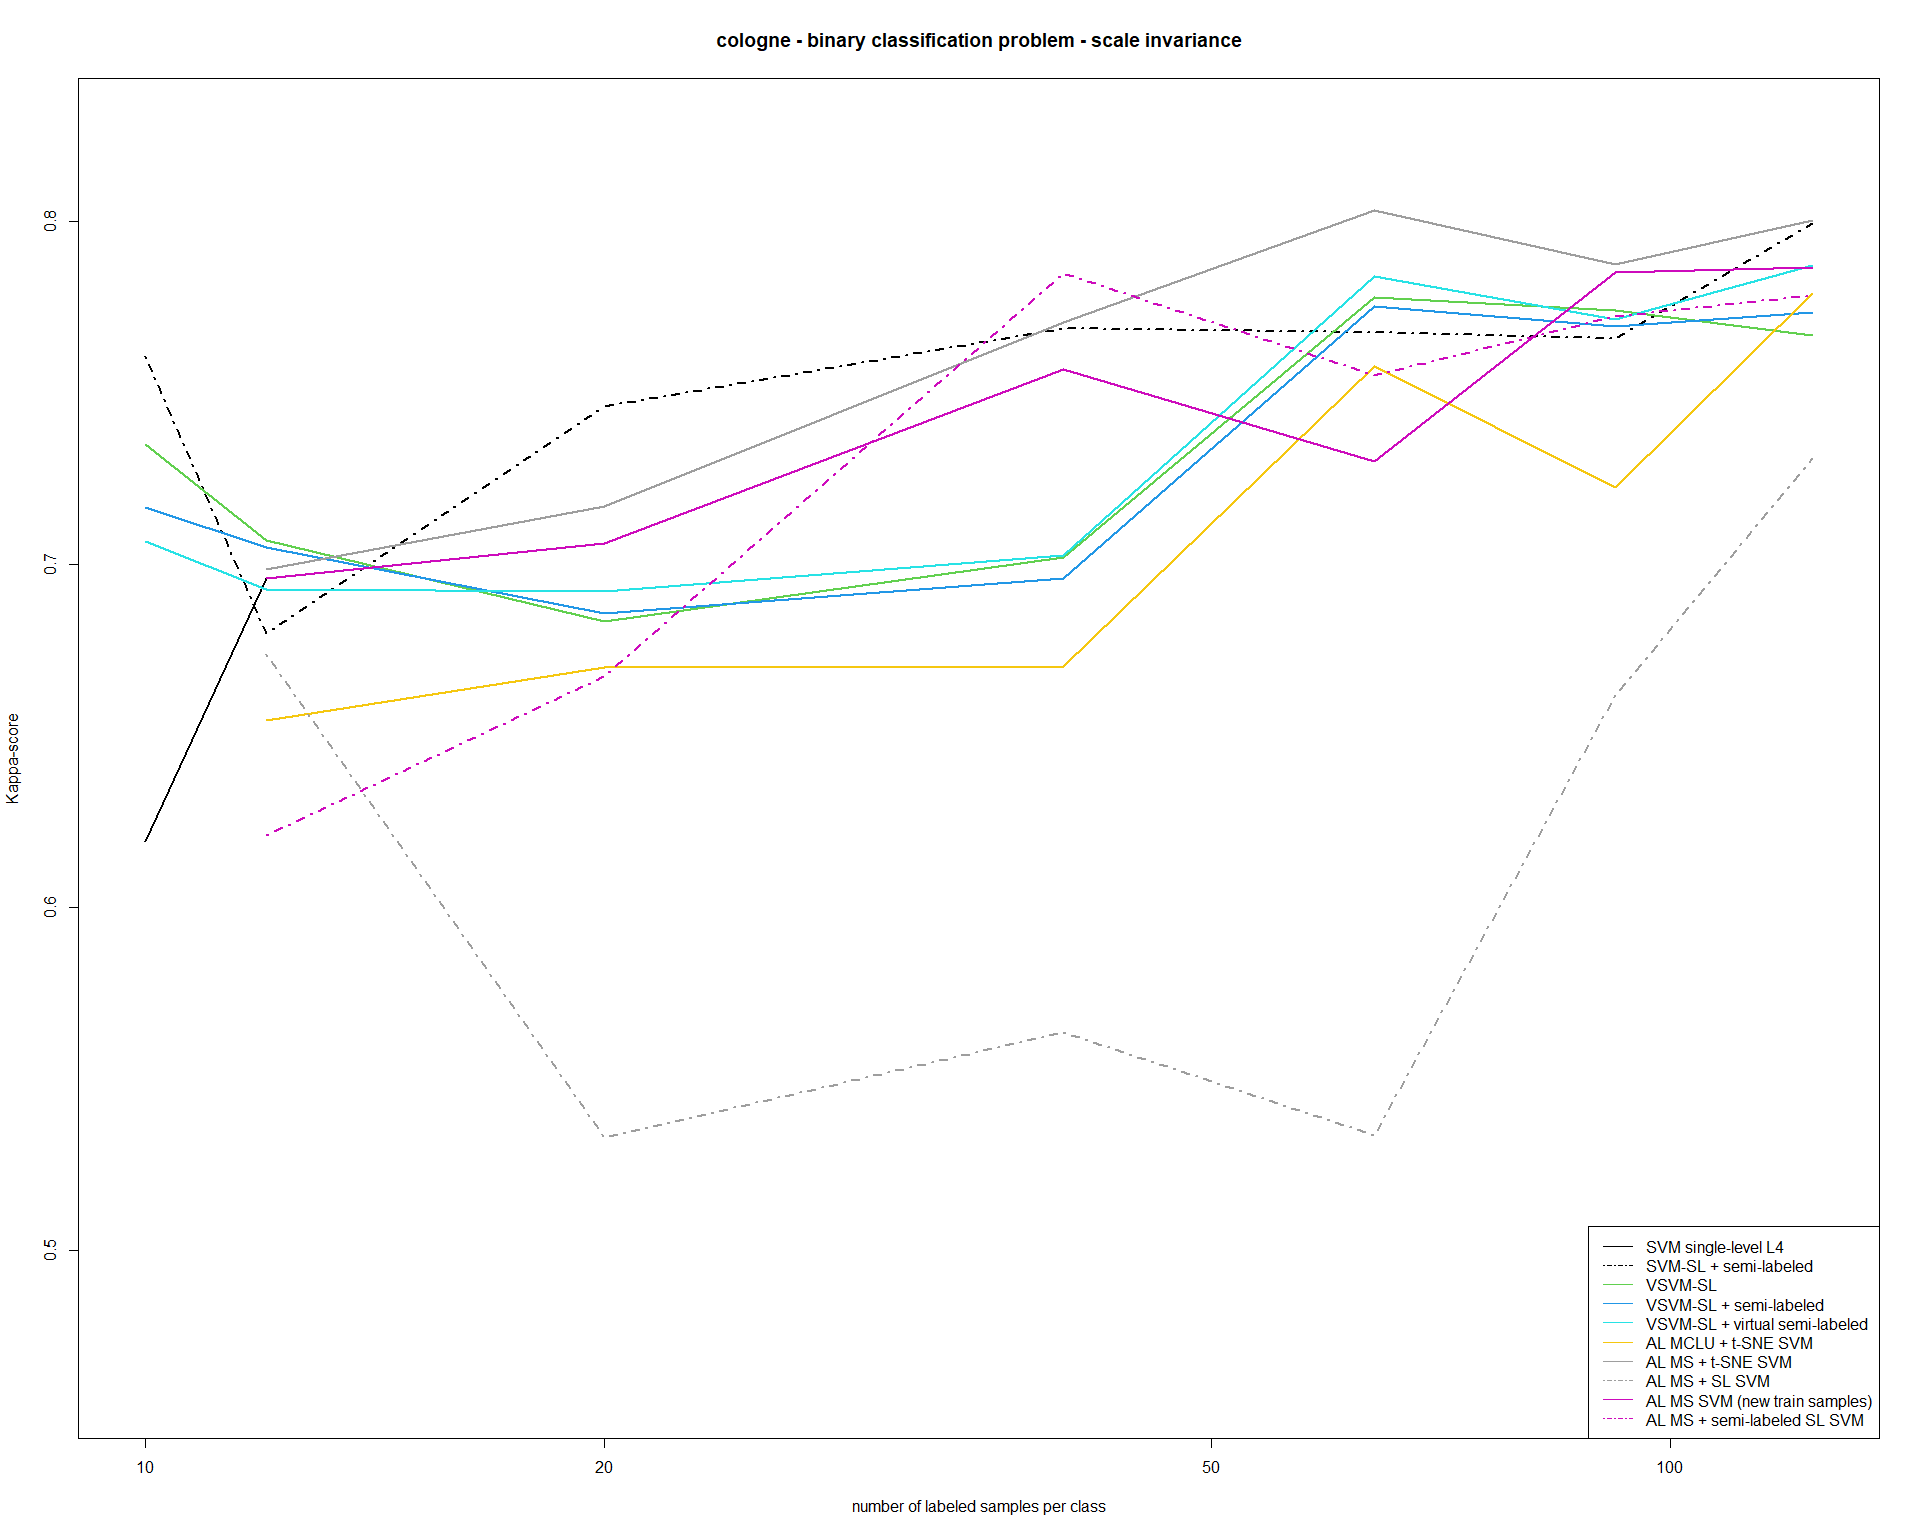 cologne - binary classification problem - scale invariance
0.8
0.7
0.6
0.5
Kappa-score
SVM single-level L4
SVM-SL + semi-labeled
VSVM-SL
VSVM-SL + semi-labeled
VSVM-SL + virtual semi-labeled
AL MCLU + t-SNE SVM
AL MS + t-SNE SVM
AL MS + SL SVM
AL MS SVM (new train samples)
AL MS + semi-labeled SL SVM
10 20 50 100
number of labeled samples per class